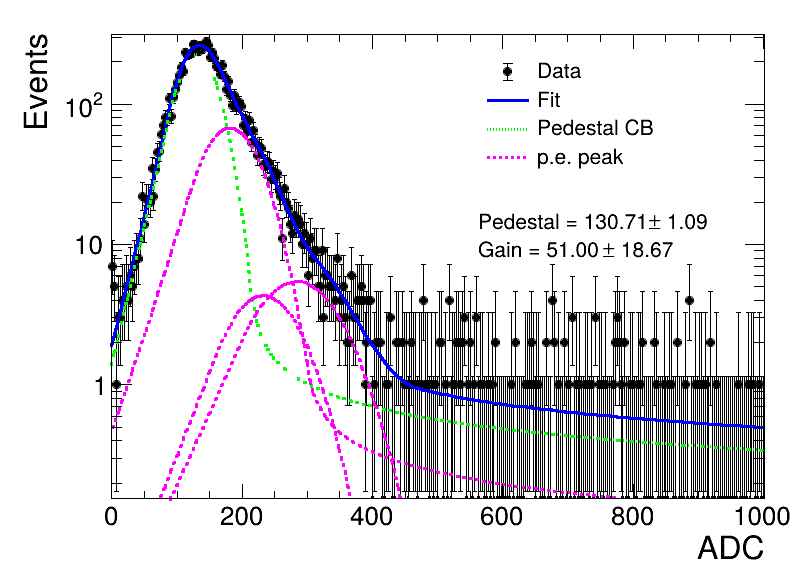 Events
10²
10
1
Data
Fit
Pedestal CB
p.e. peak
Pedestal = 130.71± 1.09
Gain = 51.00 ± 18.67
0 200 400 600 800 1000
ADC